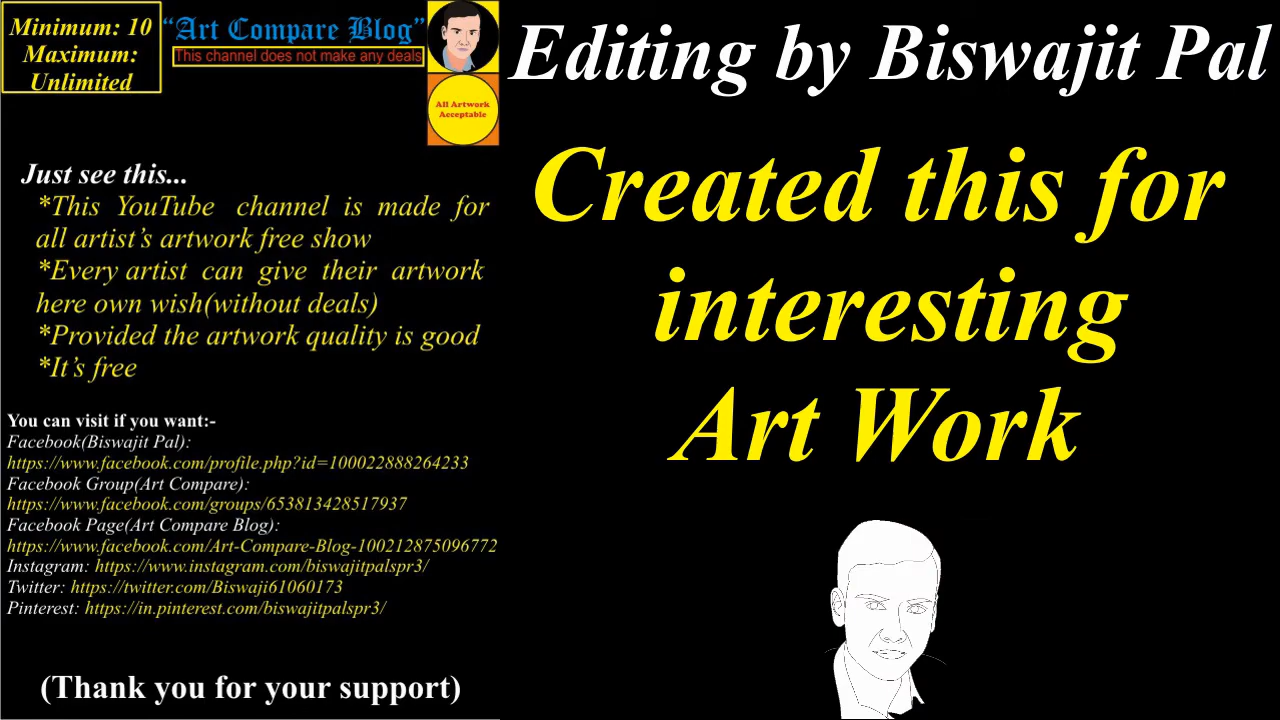 Minimum: 10
Maximum:
Unlimited
“Art Compare Blog”
This channel does not make any deals
All Artwork
Acceptable
Just see this...
*This YouTube channel is made for
all artist’s artwork free show
*Every artist can give their artwork
here own wish(without deals)
*Provided the artwork quality is good
*It’s free
You can visit if you want:-
Facebook(Biswajit Pal):
https://www.facebook.com/profile.php?id=100022888264233
Facebook Group(Art Compare):
https://www.facebook.com/groups/653813428517937
Facebook Page(Art Compare Blog):
https://www.facebook.com/Art-Compare-Blog-100212875096772
Instagram: https://www.instagram.com/biswajitpalspr3/
Twitter: https://twitter.com/Biswaji61060173
Pinterest: https://in.pinterest.com/biswajitpalspr3/
(Thank you for your support)
Editing by Biswajit Pal
Created this for
interesting
Art Work